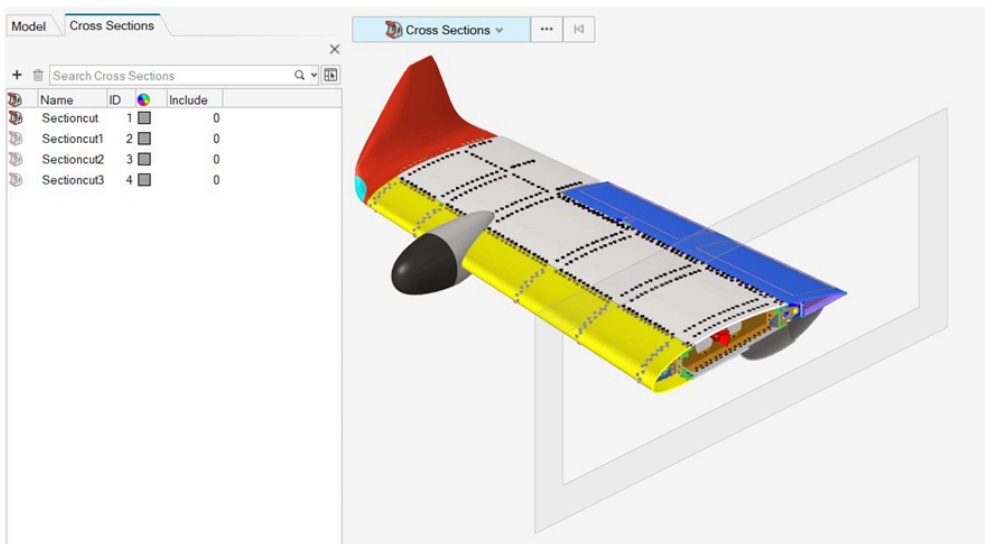 Model Cross Sections
Cross Sections
Search Cross Sections
Name ID Include
Sectioncut 1 0
Sectioncut1 2 0
Sectioncut2 3 0
Sectioncut3 4 0